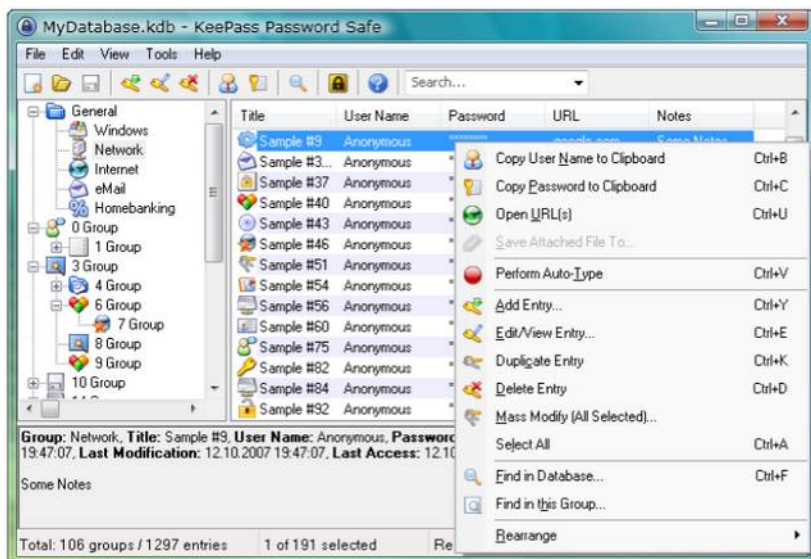 MyDatabase.kdb - KeePass Password Safe
File Edit View Tools Help
Search...
General
Windows
Network
Internet
eMail
Homebanking
0 Group
1 Group
3 Group
4 Group
6 Group
7 Group
8 Group
9 Group
10 Group
Title User Name Password URL Notes
Sample #9 Anonymous ********
Sample #3... Anonymous
Sample #37 Anonymous
Sample #40 Anonymous
Sample #43 Anonymous
Sample #46 Anonymous
Sample #51 Anonymous
Sample #54 Anonymous
Sample #56 Anonymous
Sample #60 Anonymous
Sample #75 Anonymous
Sample #82 Anonymous
Sample #84 Anonymous
Sample #92 Anonymous
Copy User Name to Clipboard Ctrl+B
Copy Password to Clipboard Ctrl+C
Open URL(s) Ctrl+U
Save Attached File To...
Perform Auto-Type Ctrl+V
Add Entry... Ctrl+Y
Edit/View Entry... Ctrl+E
Duplicate Entry Ctrl+K
Delete Entry Ctrl+D
Mass Modify (All Selected)...
Select All Ctrl+A
Find in Database... Ctrl+F
Find in this Group...
Rearrange
Group: Network, Title: Sample #9, User Name: Anonymous, Password
19:47:07, Last Modification: 12.10.2007 19:47:07, Last Access: 12.10
Some Notes
Total: 106 groups / 1297 entries 1 of 191 selected Re